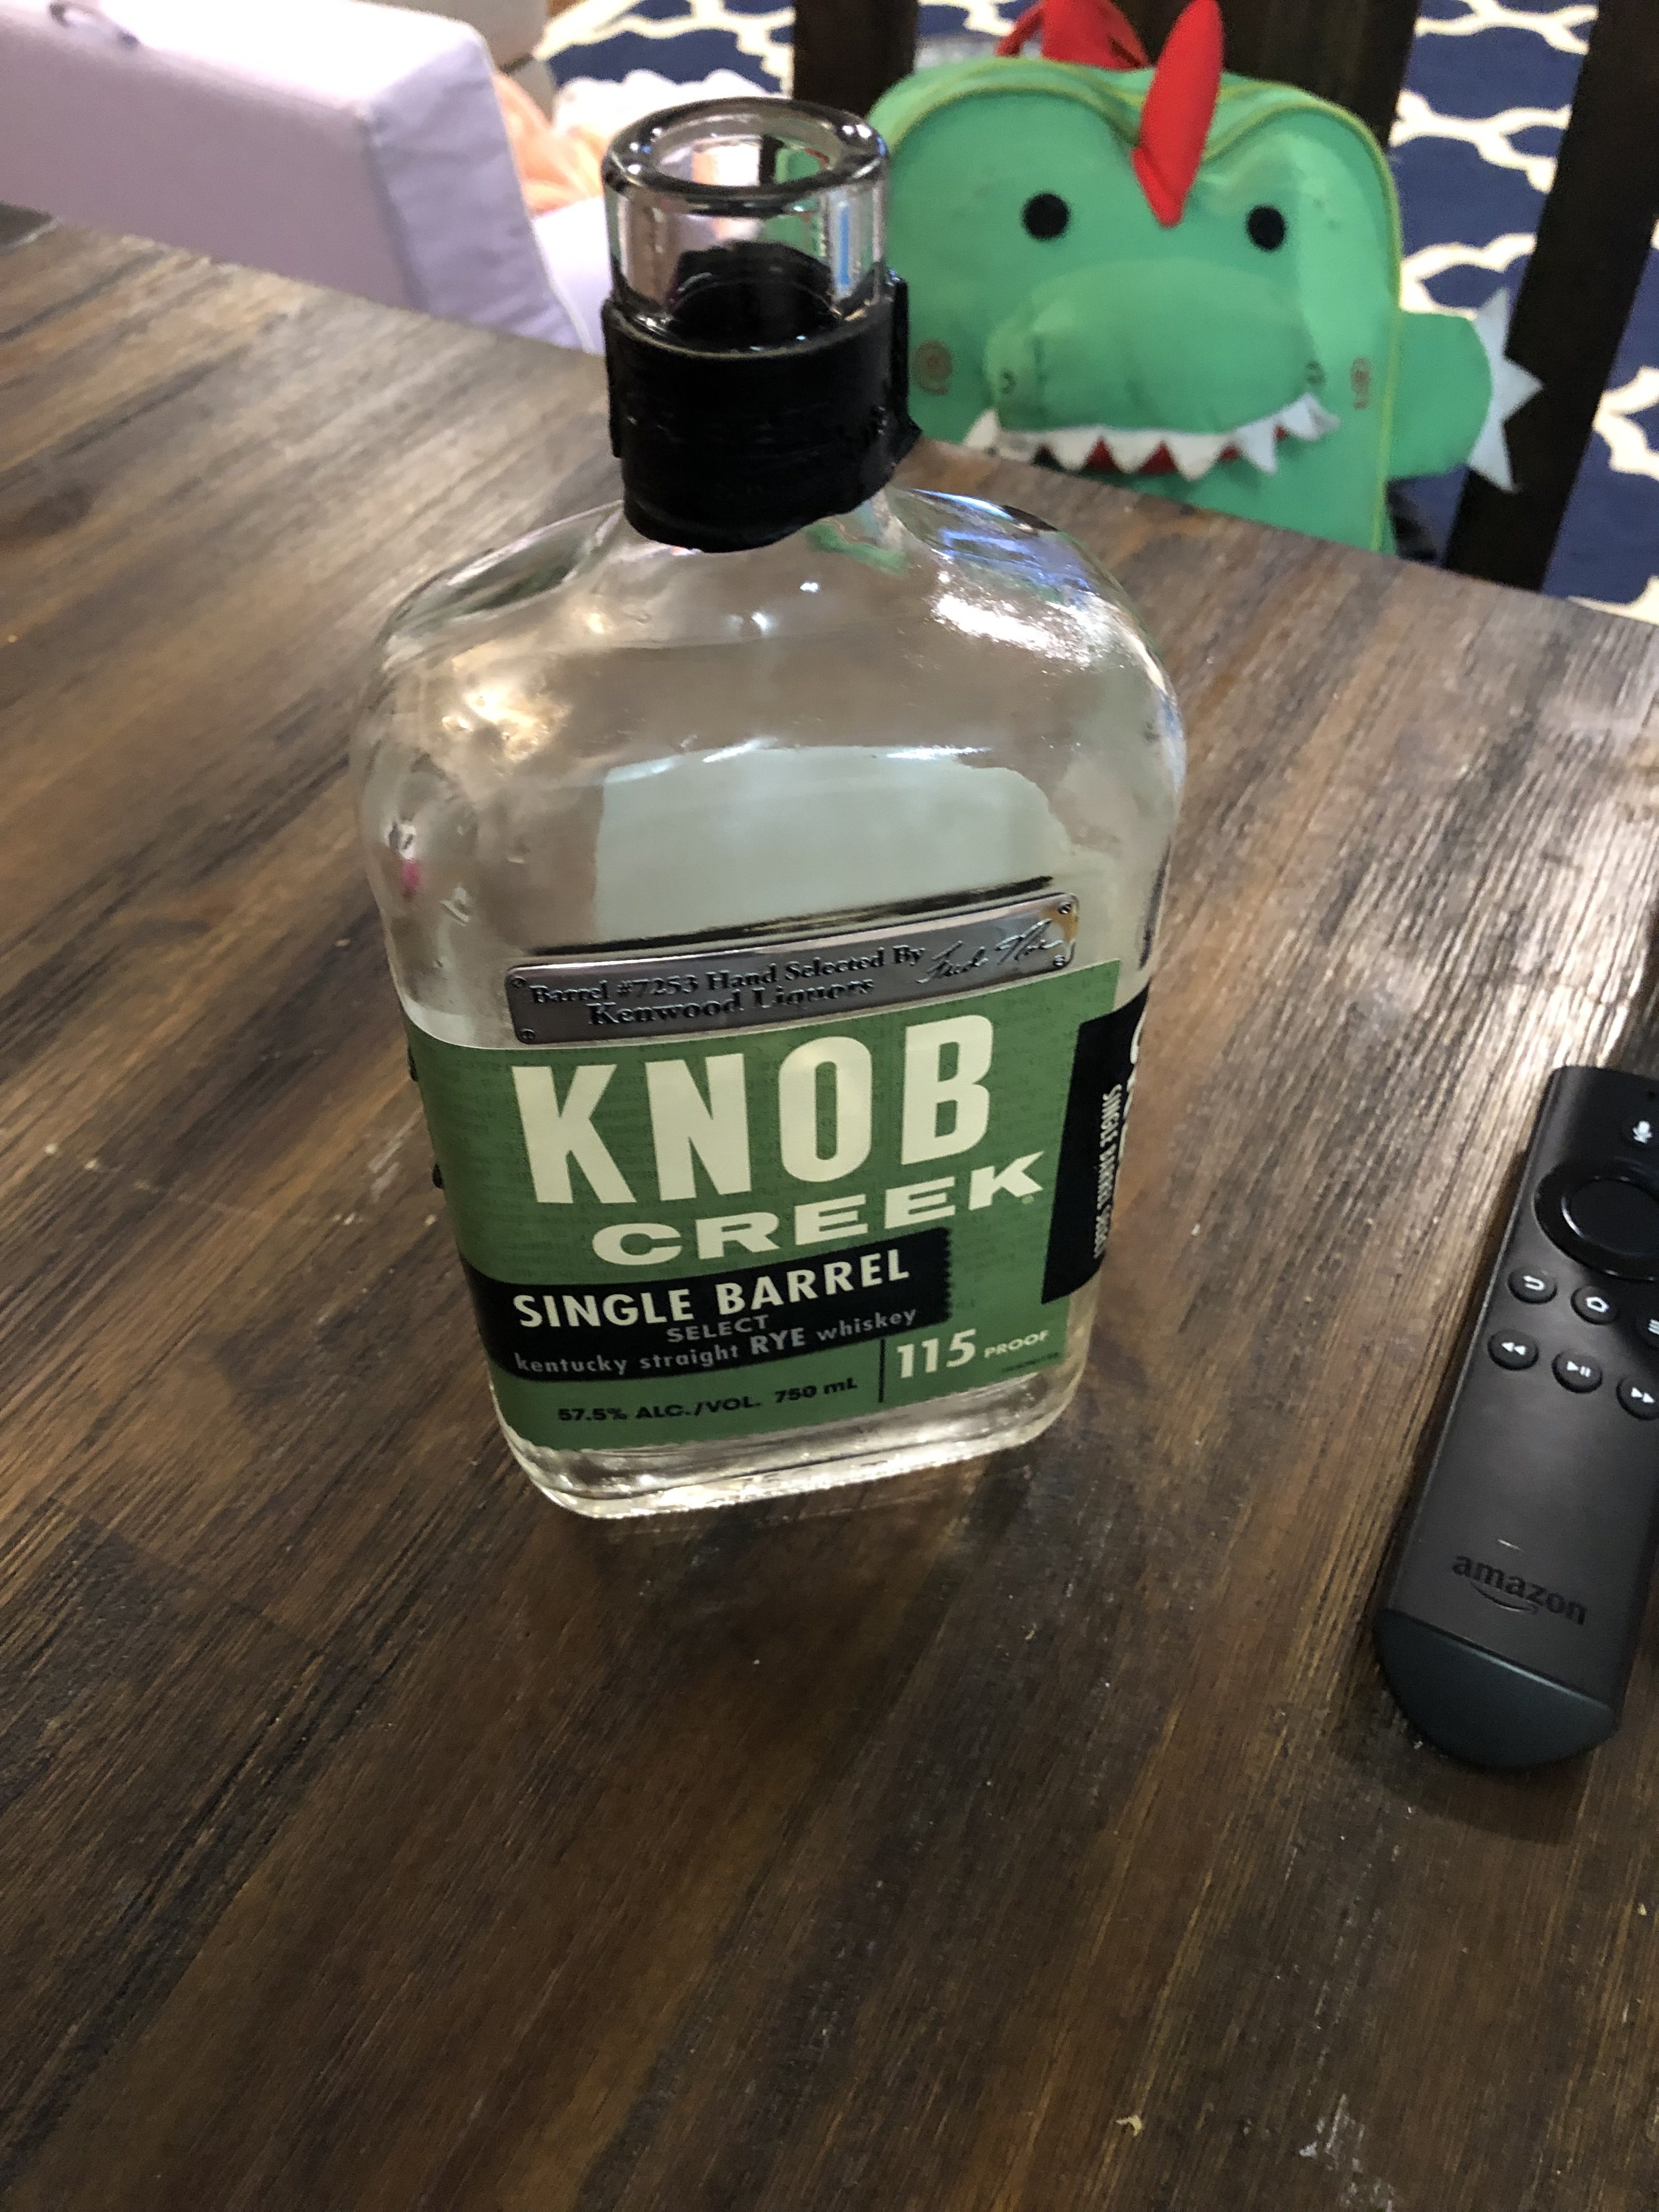 Barrel #7253 Hand Selected By
Kenwood Liquors
KNOB
CREEK
SINGLE BARREL
SELECT
kentucky straight RYE whiskey
57.5% ALC./VOL. 750 mL
115 PROOF
amazon